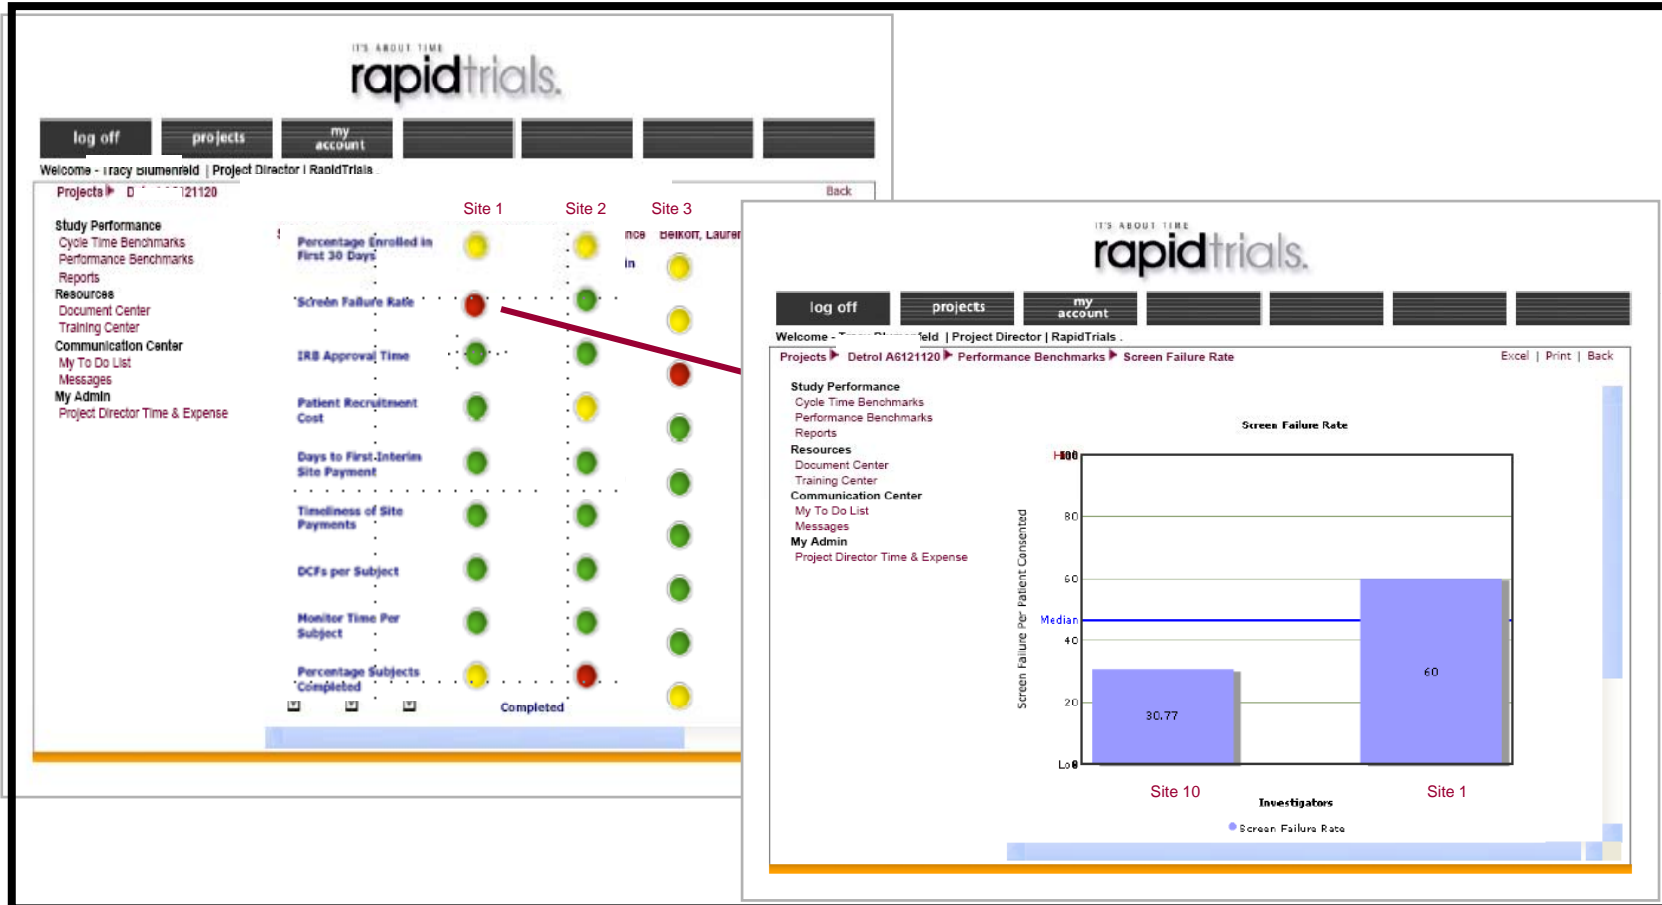 IT'S ABOUT TIME
rapidtrials.
log off
projects
my
account
Welcome - Tracy Blumenfeld | Project Director | RapidTrials .
Projects
121120
Back
Study Performance
Cycle Time Benchmarks
Performance Benchmarks
Reports
Resources
Document Center
Training Center
Communication Center
My To Do List
Messages
My Admin
Project Director Time & Expense
Site 1
Site 2
Site 3
Percentage Enrolled in
First 30 Days
Screen Failure Rate
IRB Approval Time
Patient Recruitment
Cost
Days to First Interim
Site Payment
Timeliness of Site
Payments
DCFs per Subject
Monitor Time Per
Subject
Percentage Subjects
Completed
Completed
nce Belkoff, Laurer
in
IT'S ABOUT TIME
rapidtrials.
log off
projects
my
account
Welcome - Tracy Blumenfeld | Project Director | RapidTrials .
Projects Detrol A6121120 Performance Benchmarks Screen Failure Rate
Excel | Print | Back
Study Performance
Cycle Time Benchmarks
Performance Benchmarks
Reports
Resources
Document Center
Training Center
Communication Center
My To Do List
Messages
My Admin
Project Director Time & Expense
Screen Failure Rate
Screen Failure Per Patient Consented
80
60
Median
40
20
30.77
60
Site 10
Site 1
Investigators
Screen Failure Rate